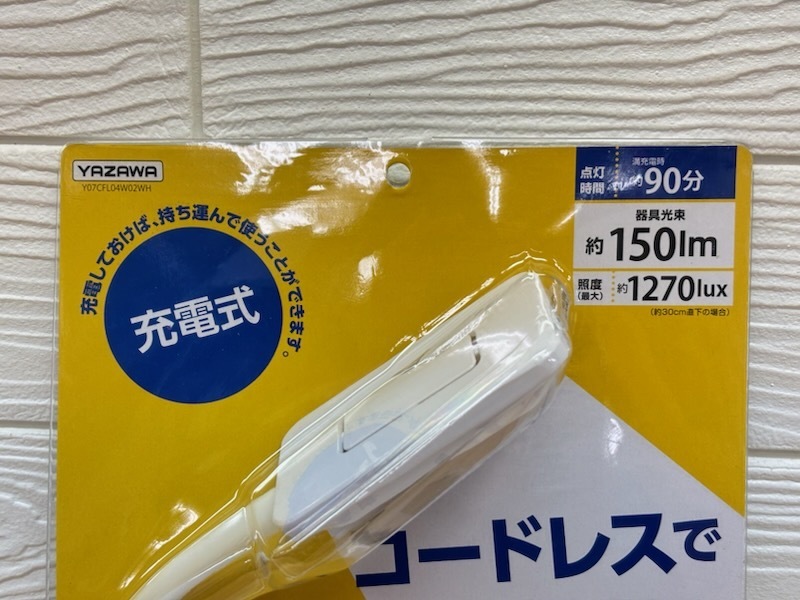 YAZAWA
Y07CFL04W02WH
充電しておけば、持ち運んで使うことができます。
充電式
点灯
時間
満充電時
約90分
器具光束
約150lm
照度
(最大)
約1270lux
(約30cm直下の場合)
コードレスで